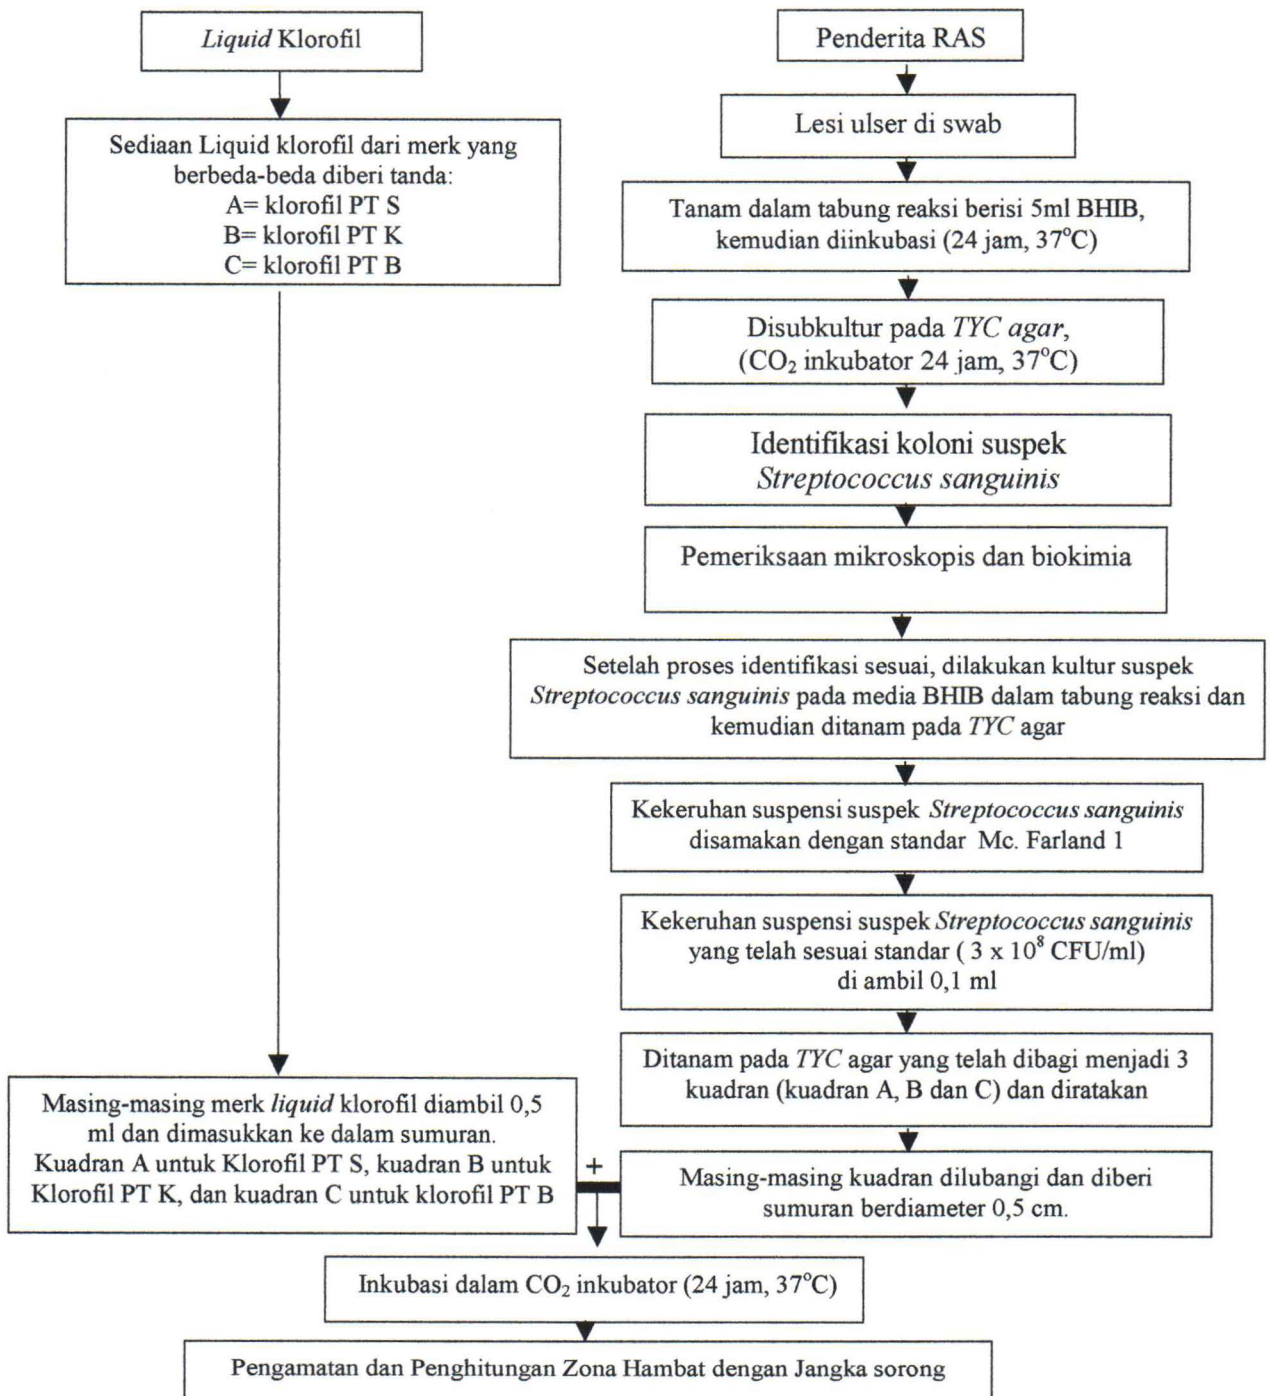 Liquid Klorofil
Sediaan Liquid klorofil dari merk yang
berbeda-beda diberi tanda:
A= klorofil PT S
B= klorofil PT K
C= klorofil PT B
Masing-masing merk liquid klorofil diambil 0,5
ml dan dimasukkan ke dalam sumuran.
Kuadran A untuk Klorofil PT S, kuadran B untuk
Klorofil PT K, dan kuadran C untuk klorofil PT B
Penderita RAS
Lesi ulser di swab
Tanam dalam tabung reaksi berisi 5ml BHIB,
kemudian diinkubasi (24 jam, 37°C)
Disubkultur pada TYC agar,
(CO₂ inkubator 24 jam, 37°C)
Identifikasi koloni suspek
Streptococcus sanguinis
Pemeriksaan mikroskopis dan biokimia
Setelah proses identifikasi sesuai, dilakukan kultur suspek
Streptococcus sanguinis pada media BHIB dalam tabung reaksi dan
kemudian ditanam pada TYC agar
Kekeruhan suspensi suspek Streptococcus sanguinis
disamakan dengan standar Mc. Farland 1
Kekeruhan suspensi suspek Streptococcus sanguinis
yang telah sesuai standar ( 3 x 10⁸ CFU/ml)
di ambil 0,1 ml
Ditanam pada TYC agar yang telah dibagi menjadi 3
kuadran (kuadran A, B dan C) dan diratakan
Masing-masing kuadran dilubangi dan diberi
sumuran berdiameter 0,5 cm.
+
Inkubasi dalam CO₂ inkubator (24 jam, 37°C)
Pengamatan dan Penghitungan Zona Hambat dengan Jangka sorong